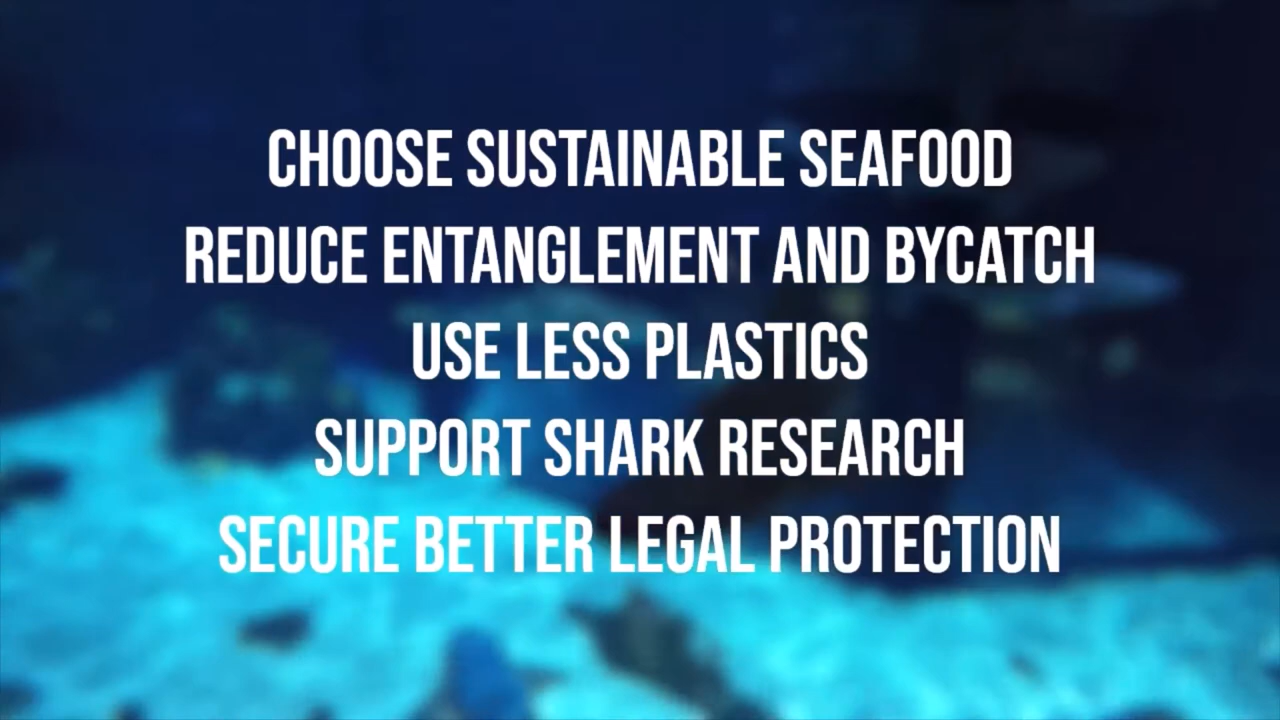 CHOOSE SUSTAINABLE SEAFOOD
REDUCE ENTANGLEMENT AND BYCATCH
USE LESS PLASTICS
SUPPORT SHARK RESEARCH
SECURE BETTER LEGAL PROTECTION